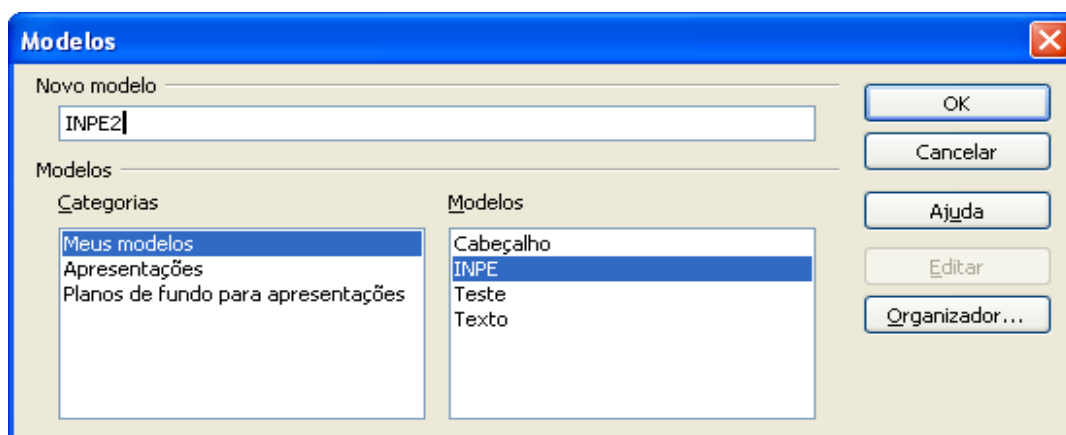 Modelos
Novo modelo
INPE2
OK
Cancelar
Modelos
Categorias
Modelos
Ajuda
Meus modelos
Apresentações
Planos de fundo para apresentações
Cabeçalho
INPE
Teste
Texto
Editar
Organizador...